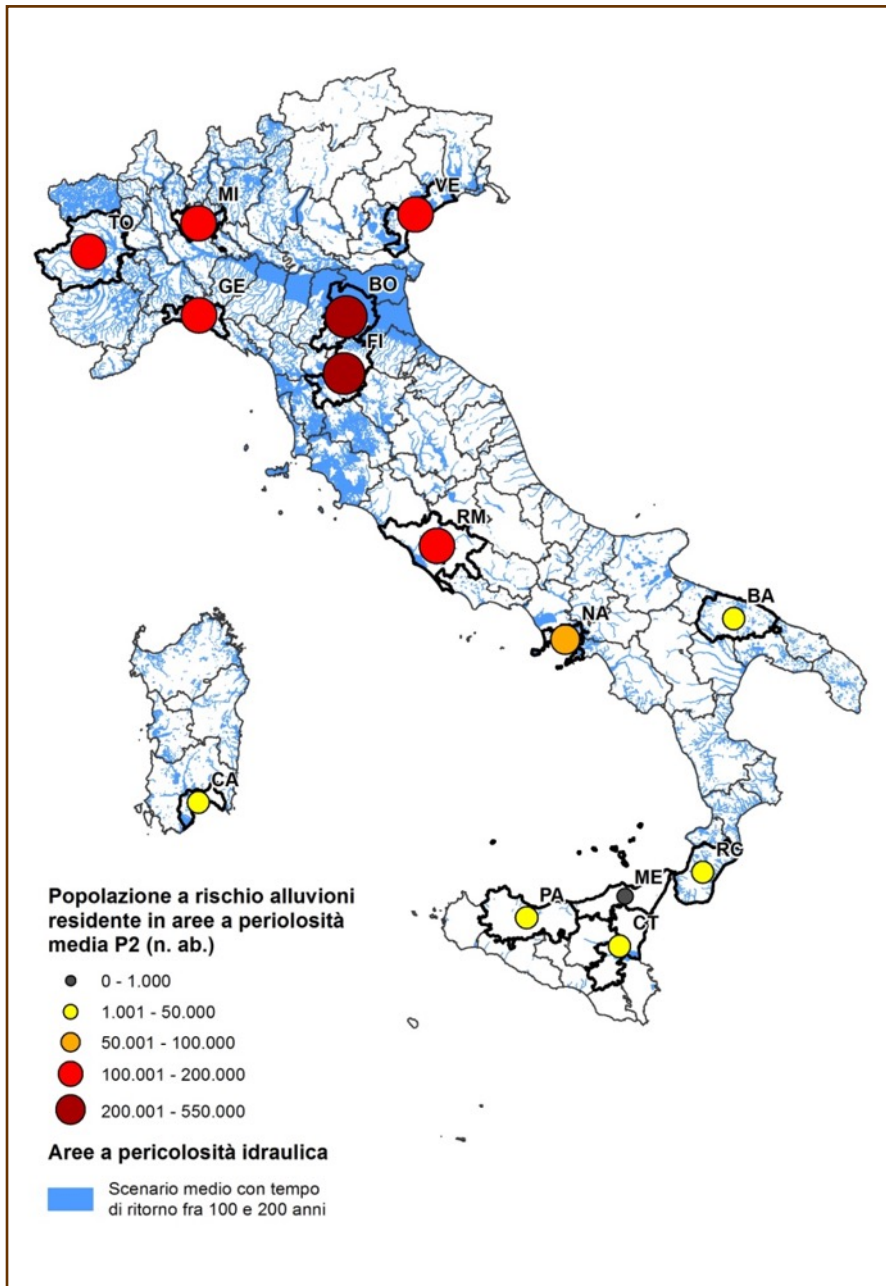 MI
VE
TO
GE
BO
FI
RM
BA
NA
CA
RC
ME
PA
CT
Popolazione a rischio alluvioni
residente in aree a periolosità
media P2 (n. ab.)
0 - 1.000
1.001 - 50.000
50.001 - 100.000
100.001 - 200.000
200.001 - 550.000
Aree a pericolosità idraulica
Scenario medio con tempo
di ritorno fra 100 e 200 anni